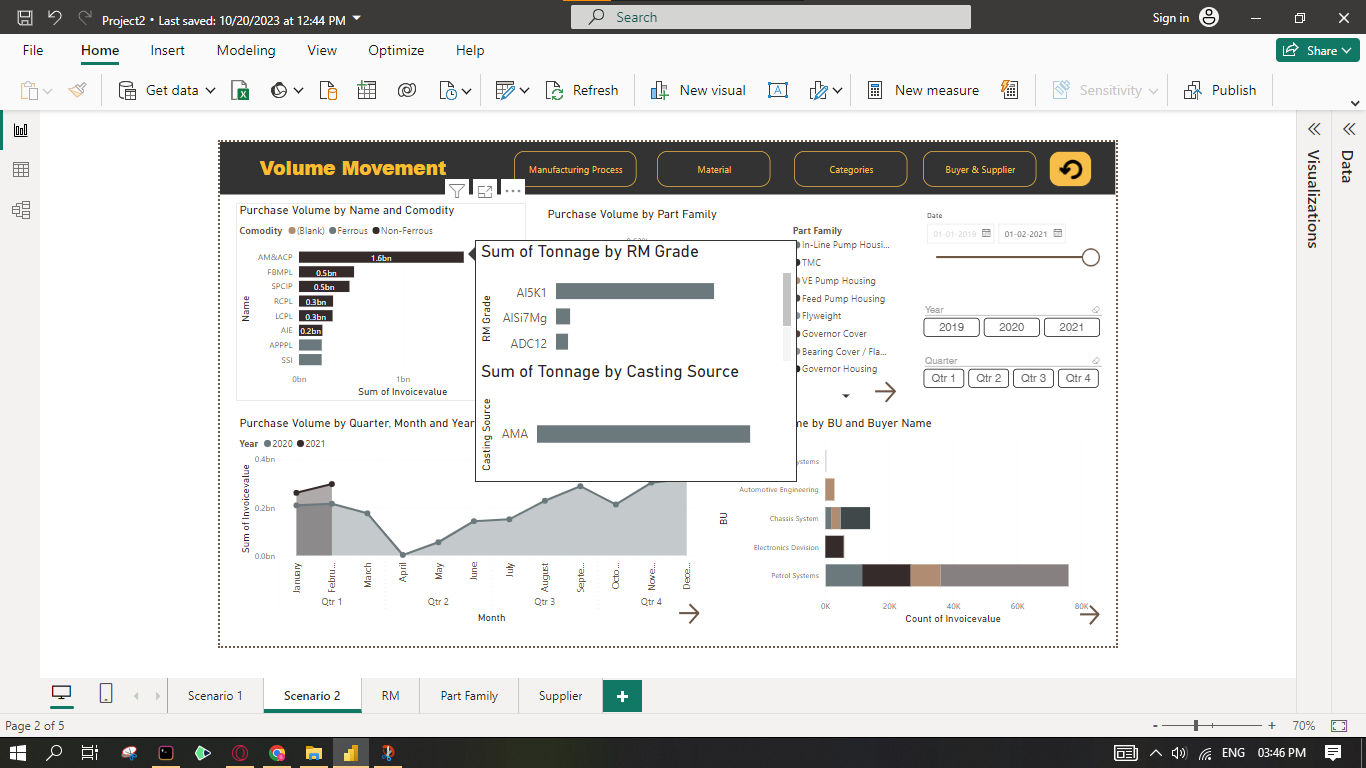 Project2 • Last saved: 10/20/2023 at 12:44 PM
Search
Sign in
File Home Insert Modeling View Optimize Help
Share
Get data
Refresh
New visual
New measure
Sensitivity
Publish
Volume Movement
Manufacturing Process
Material
Categories
Buyer & Supplier
Purchase Volume by Name and Comodity
Comodity (Blank) Ferrous Non-Ferrous
Name
AM&ACP 1.6bn
FBMPL 0.5bn
SPCIP 0.5bn
RCPL 0.3bn
LCPL 0.3bn
AIE 0.2bn
APPPL
SSI
0bn 1bn
Sum of Invoicevalue
Purchase Volume by Part Family
Part Family
In-Line Pump Housi...
TMC
VE Pump Housing
Feed Pump Housing
Flyweight
Governor Cover
Bearing Cover / Fla...
Governor Housing
Sum of Tonnage by RM Grade
RM Grade
AI5K1
AISi7Mg
ADC12
Sum of Tonnage by Casting Source
Casting Source
AMA
Date
01-01-2019 01-02-2021
Year
2019 2020 2021
Quarter
Qtr 1 Qtr 2 Qtr 3 Qtr 4
Purchase Volume by Quarter, Month and Year
Year 2020 2021
Sum of Invoicevalue
0.4bn
0.2bn
0.0bn
January Febru... March April May June July August Septe... Octo... Nove... Dece...
Qtr 1 Qtr 2 Qtr 3 Qtr 4
Month
me by BU and Buyer Name
BU
ystems
Automotive Engineering
Chassis System
Electronics Devision
Petrol Systems
0K 20K 40K 60K 80K
Count of Invoicevalue
Visualizations
Data
Scenario 1 Scenario 2 RM Part Family Supplier
Page 2 of 5
- + 70%
ENG 03:46 PM